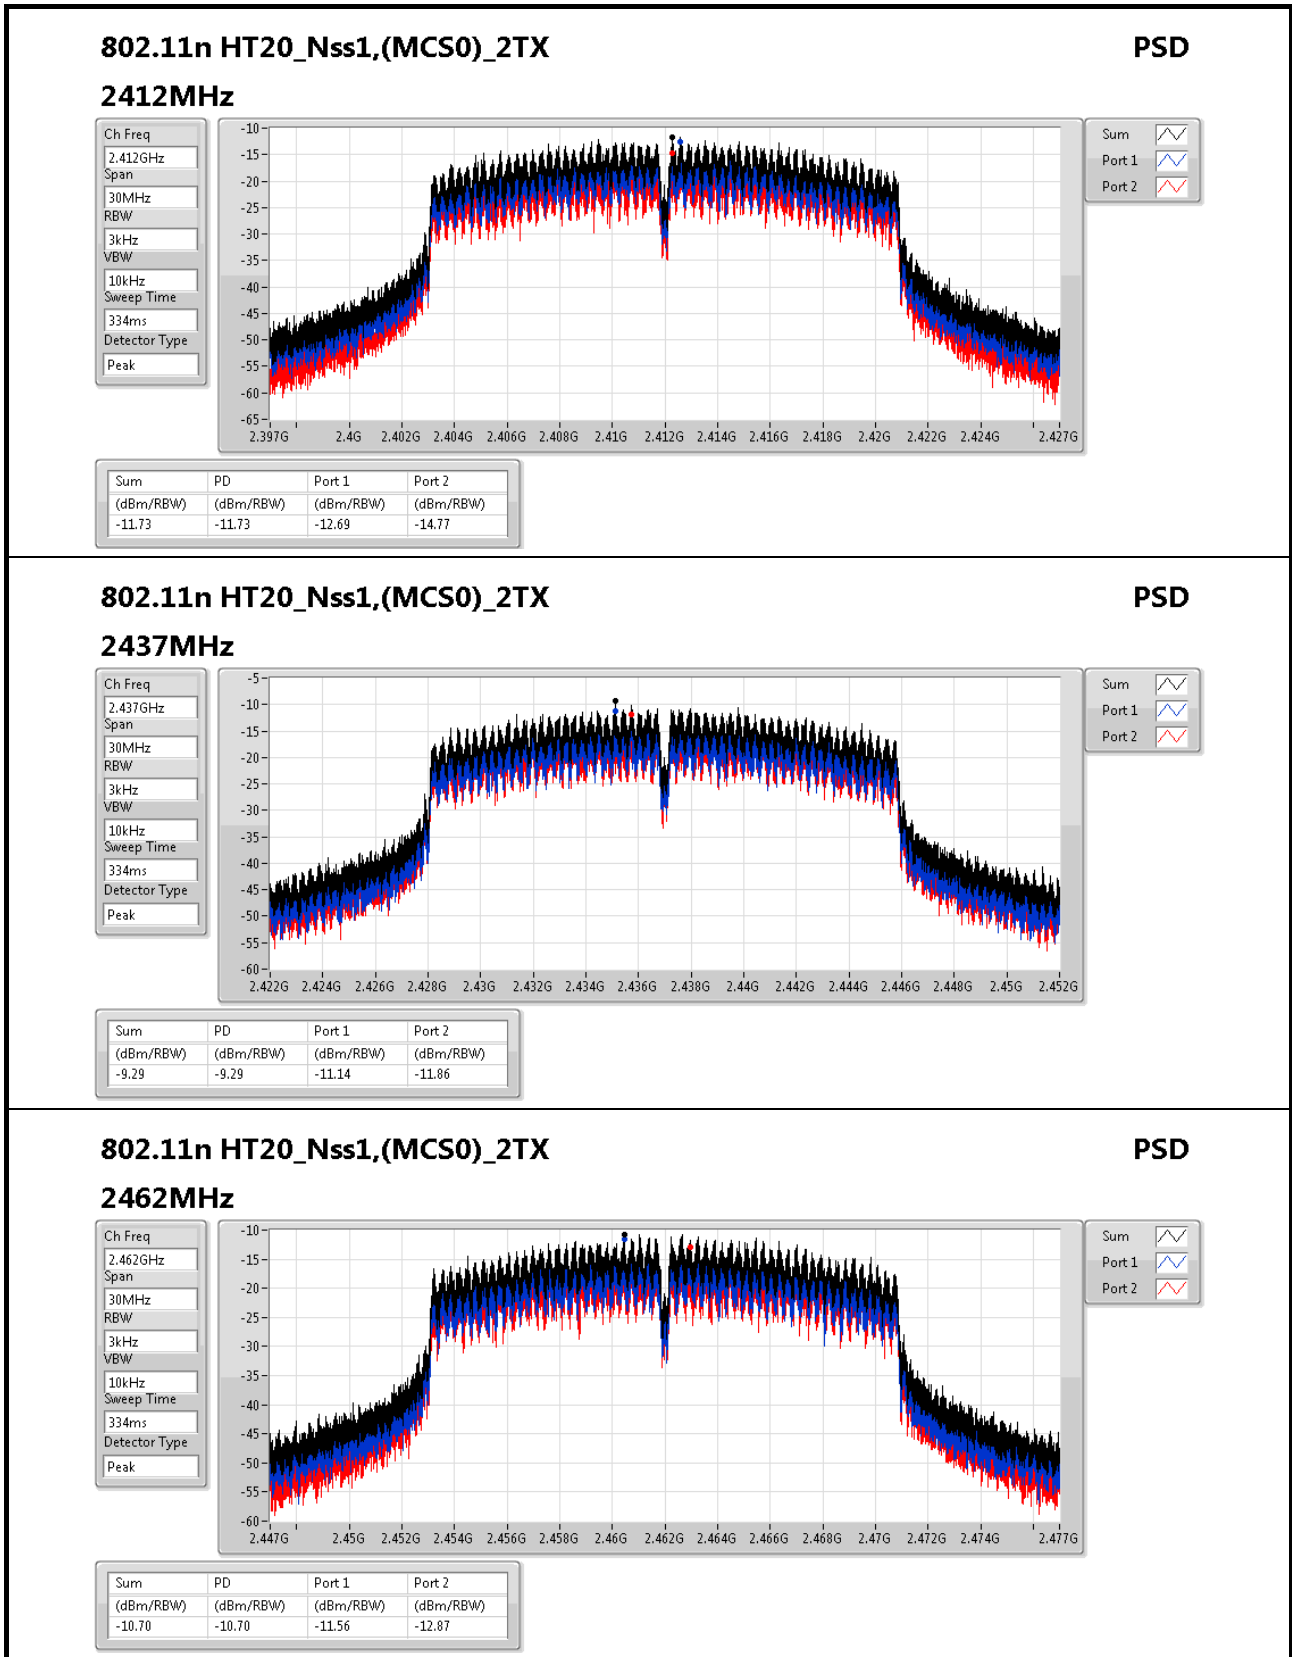 802.11n HT20_Nss1,(MCS0)_2TX PSD
2412MHz
Ch Freq
2.412GHz
Span
30MHz
RBW
3kHz
VBW
10kHz
Sweep Time
334ms
Detector Type
Peak
-10
-15
-20
-25
-30
-35
-40
-45
-50
-55
-60
-65
2.397G 2.4G 2.402G 2.404G 2.406G 2.408G 2.41G 2.412G 2.414G 2.416G 2.418G 2.42G 2.422G 2.424G 2.427G
Sum
Port 1
Port 2
Sum PD Port 1 Port 2
(dBm/RBW) (dBm/RBW) (dBm/RBW) (dBm/RBW)
-11.73 -11.73 -12.69 -14.77
802.11n HT20_Nss1,(MCS0)_2TX PSD
2437MHz
Ch Freq
2.437GHz
Span
30MHz
RBW
3kHz
VBW
10kHz
Sweep Time
334ms
Detector Type
Peak
-5
-10
-15
-20
-25
-30
-35
-40
-45
-50
-55
-60
2.422G 2.424G 2.426G 2.428G 2.43G 2.432G 2.434G 2.436G 2.438G 2.44G 2.442G 2.444G 2.446G 2.448G 2.45G 2.452G
Sum
Port 1
Port 2
Sum PD Port 1 Port 2
(dBm/RBW) (dBm/RBW) (dBm/RBW) (dBm/RBW)
-9.29 -9.29 -11.14 -11.86
802.11n HT20_Nss1,(MCS0)_2TX PSD
2462MHz
Ch Freq
2.462GHz
Span
30MHz
RBW
3kHz
VBW
10kHz
Sweep Time
334ms
Detector Type
Peak
-10
-15
-20
-25
-30
-35
-40
-45
-50
-55
-60
2.447G 2.45G 2.452G 2.454G 2.456G 2.458G 2.46G 2.462G 2.464G 2.466G 2.468G 2.47G 2.472G 2.474G 2.477G
Sum
Port 1
Port 2
Sum PD Port 1 Port 2
(dBm/RBW) (dBm/RBW) (dBm/RBW) (dBm/RBW)
-10.70 -10.70 -11.56 -12.87